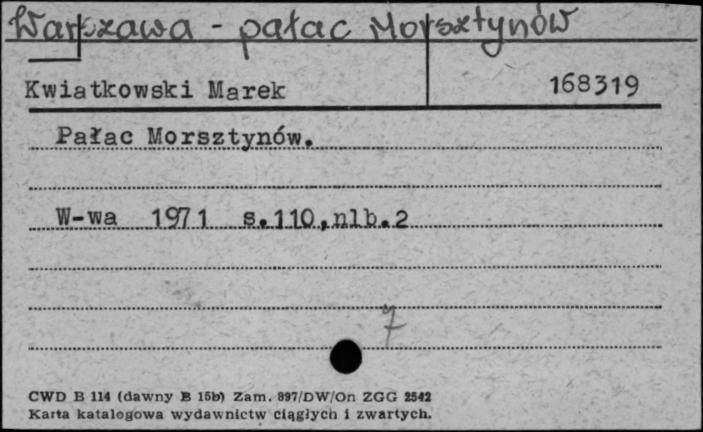 Warszawa - pałac Morsztynów
Kwiatkowski Marek 168319
Pałac Morsztynów.
W-wa 1971 s.110,nlb.2
7
CWD B 114 (dawny B 15b) Zam. 897/DW/On ZGG 2542
Karta katalogowa wydawnictw ciągłych i zwartych.